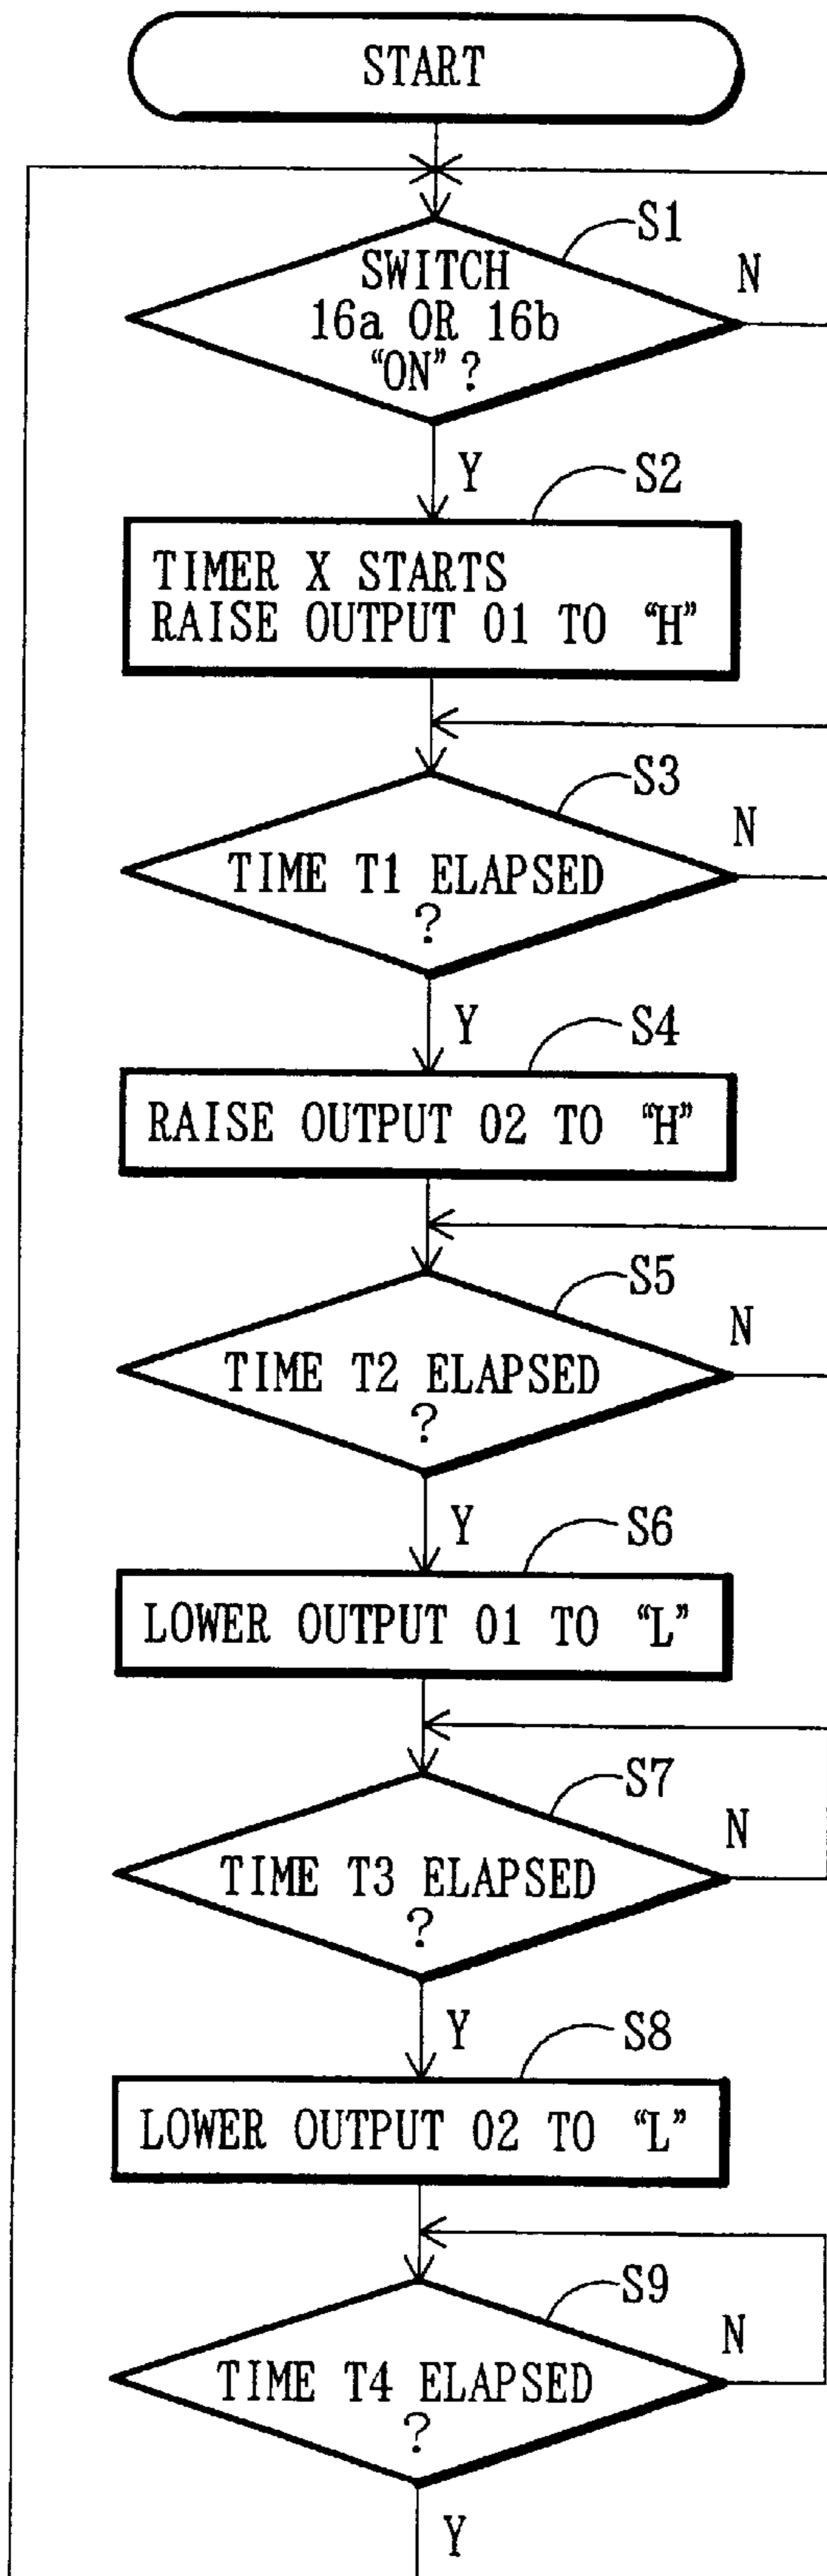 START
S1
SWITCH
16a OR 16b
“ON”?
N
Y
S2
TIMER X STARTS
RAISE OUTPUT 01 TO “H”
S3
N
TIME T1 ELAPSED
?
Y
S4
RAISE OUTPUT 02 TO “H”
S5
N
TIME T2 ELAPSED
?
Y
S6
LOWER OUTPUT 01 TO “L”
S7
N
TIME T3 ELAPSED
?
Y
S8
LOWER OUTPUT 02 TO “L”
S9
N
TIME T4 ELAPSED
?
Y